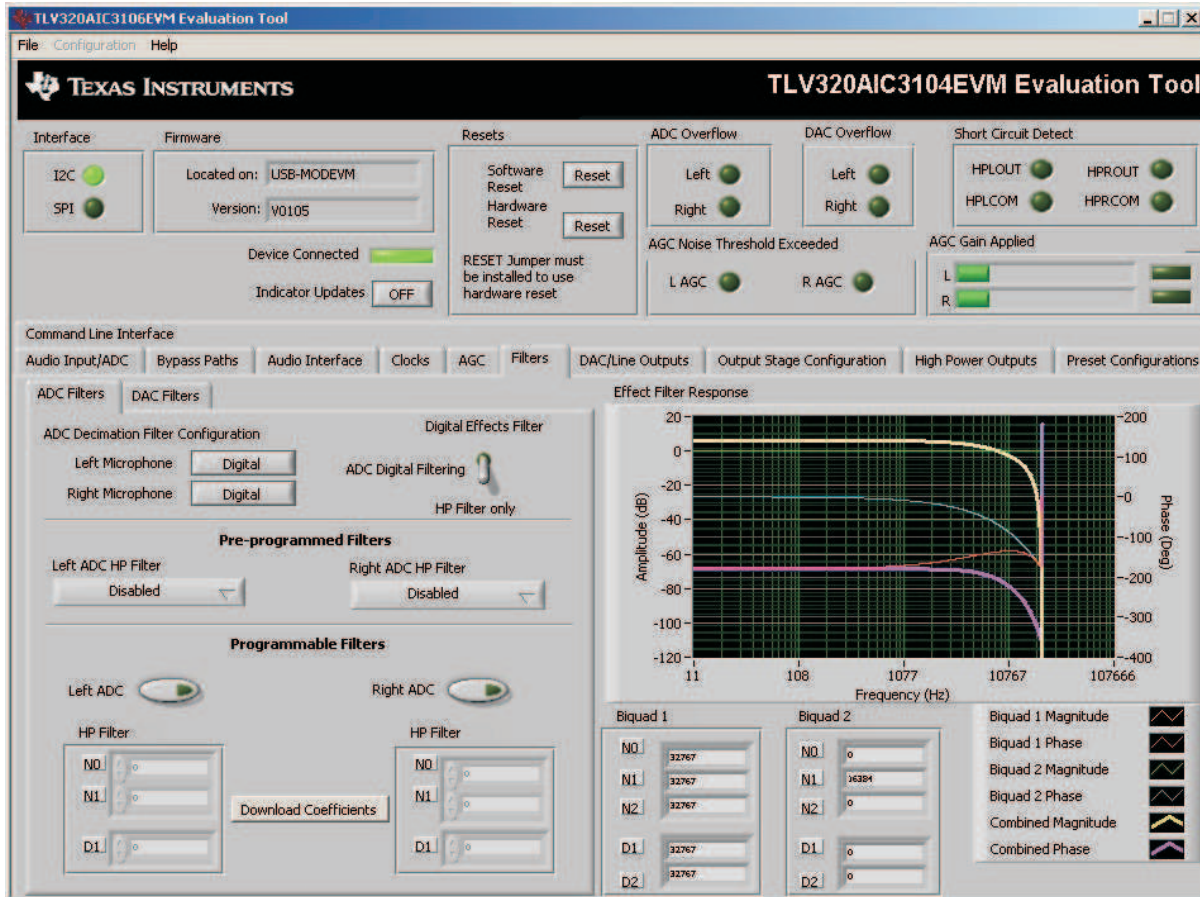 TLV320AIC3106EVM Evaluation Tool
File Configuration Help
TEXAS INSTRUMENTS
TLV320AIC3104EVM Evaluation Tool
Interface
I2C
SPI
Firmware
Located on: USB-MODEVM
Version: V0105
Device Connected
Indicator Updates OFF
Resets
Software Reset Reset
Hardware Reset Reset
RESET Jumper must
be installed to use
hardware reset
ADC Overflow
Left
Right
DAC Overflow
Left
Right
Short Circuit Detect
HPLOUT HPROUT
HPLCOM HPRCOM
AGC Noise Threshold Exceeded
L AGC R AGC
AGC Gain Applied
L
R
Command Line Interface
Audio Input/ADC Bypass Paths Audio Interface Clocks AGC Filters DAC/Line Outputs Output Stage Configuration High Power Outputs Preset Configurations
ADC Filters DAC Filters
ADC Decimation Filter Configuration
Left Microphone Digital
Right Microphone Digital
Digital Effects Filter
ADC Digital Filtering
HP Filter only
Pre-programmed Filters
Left ADC HP Filter
Disabled
Right ADC HP Filter
Disabled
Programmable Filters
Left ADC
Right ADC
HP Filter
N0 0
N1 0
D1 0
Download Coefficients
HP Filter
N0 0
N1 0
D1 0
Effect Filter Response
Amplitude (dB)
20
0
-20
-40
-60
-80
-100
-120
200
-100
0
-100
-200
-300
-400
Phase (Deg)
11 108 1077 10767 107666
Frequency (Hz)
Biquad 1
N0 32767
N1 32767
N2 32767
D1 32767
D2 32767
Biquad 2
N0 0
N1 16384
N2 0
D1 0
D2 0
Biquad 1 Magnitude
Biquad 1 Phase
Biquad 2 Magnitude
Biquad 2 Phase
Combined Magnitude
Combined Phase